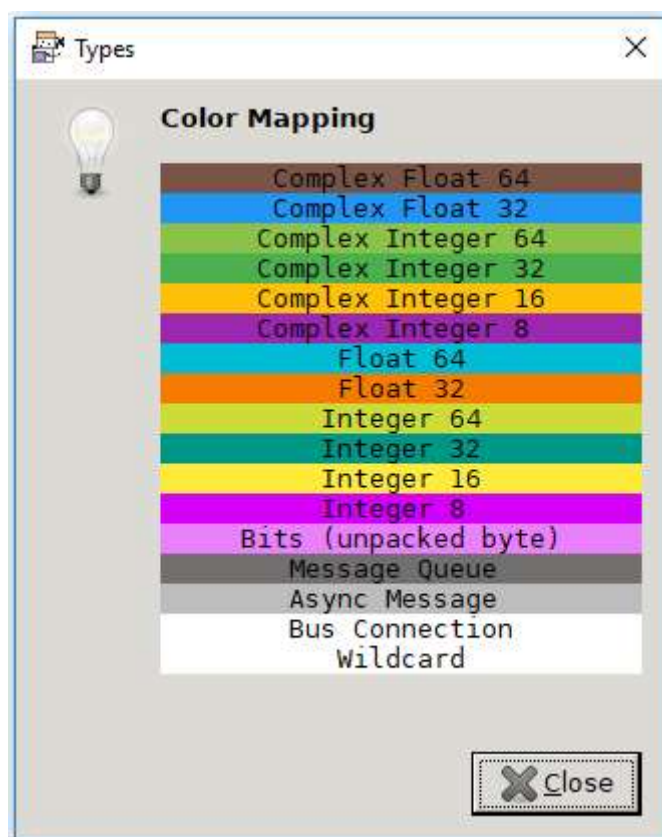 Types
Color Mapping
Complex Float 64
Complex Float 32
Complex Integer 64
Complex Integer 32
Complex Integer 16
Complex Integer 8
Float 64
Float 32
Integer 64
Integer 32
Integer 16
Integer 8
Bits (unpacked byte)
Message Queue
Async Message
Bus Connection
Wildcard
Close